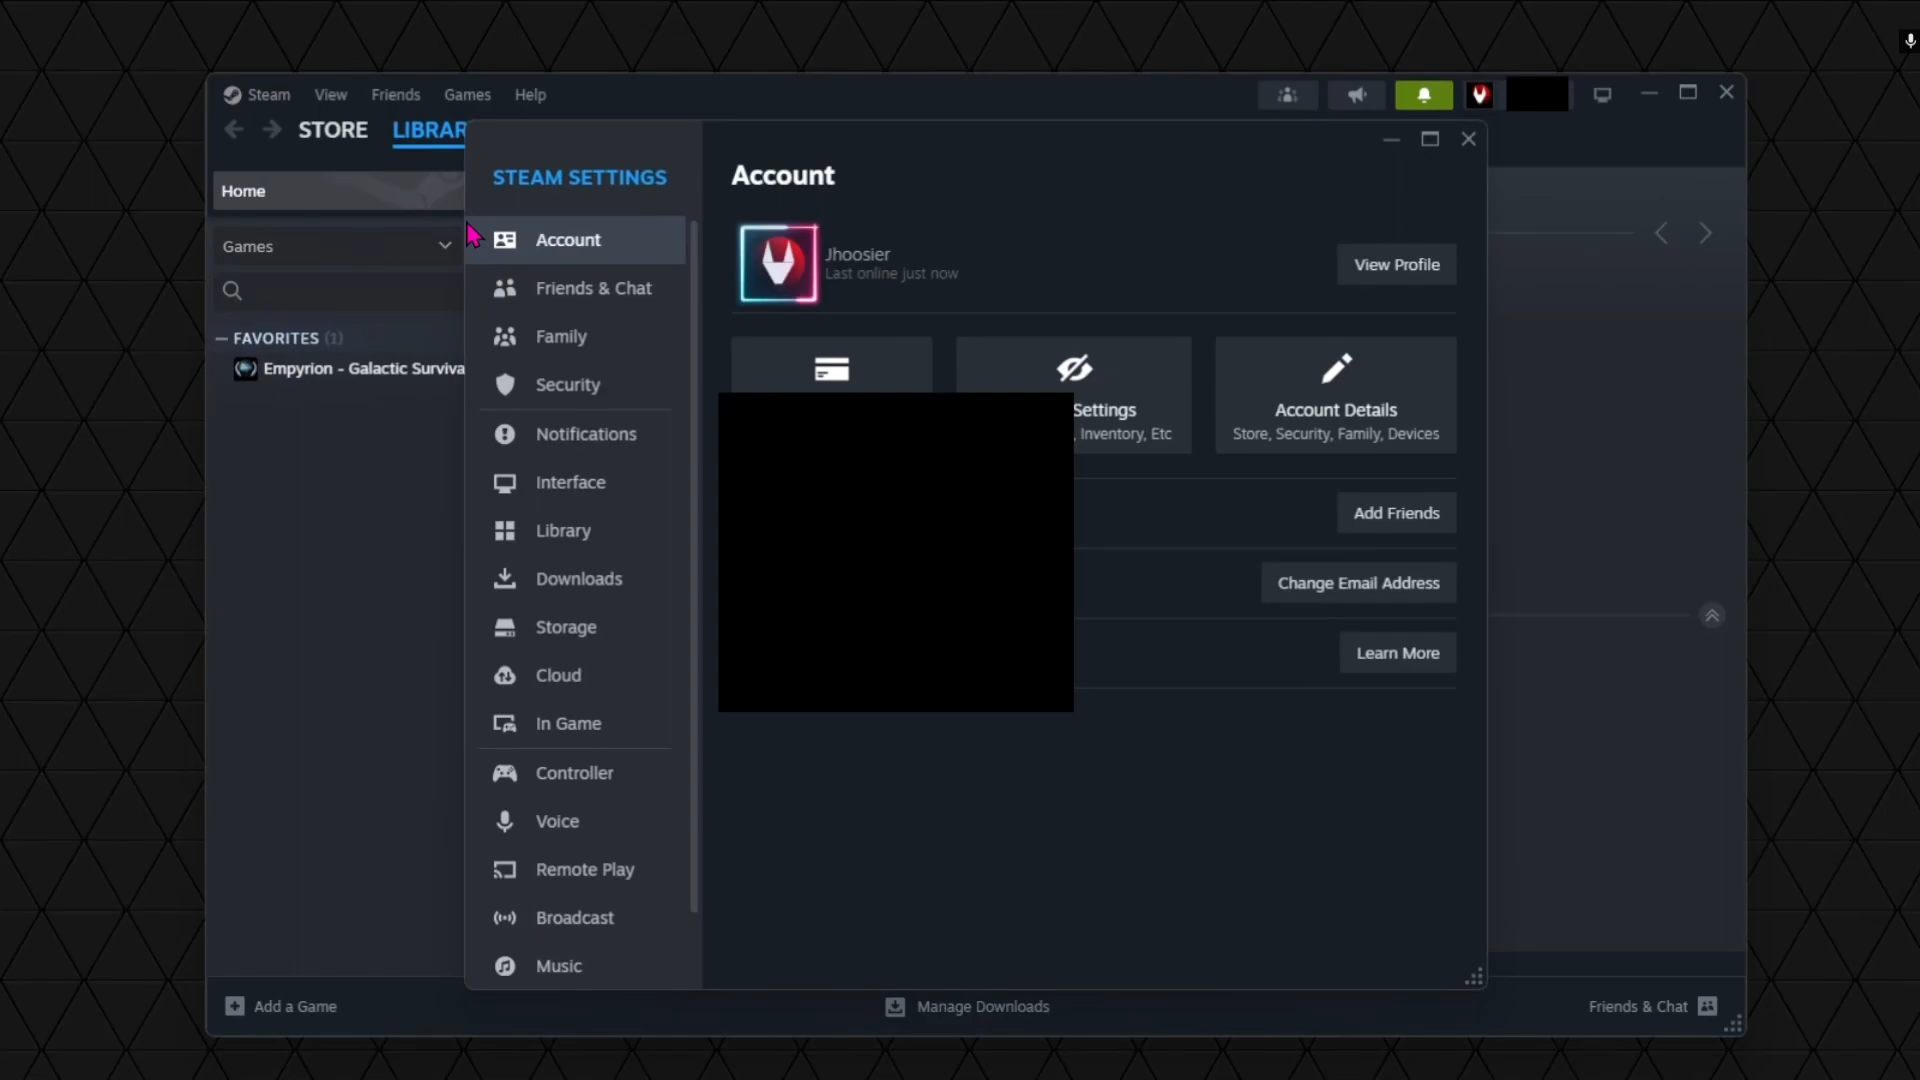 Steam View Friends Games Help
STORE LIBRAR
Home
Games
— FAVORITES (1)
Empyrion - Galactic Surviva
STEAM SETTINGS
Account
Friends & Chat
Family
Security
Notifications
Interface
Library
Downloads
Storage
Cloud
In Game
Controller
Voice
Remote Play
Broadcast
Music
Account
Jhoosier
Last online just now
View Profile
Settings
, Inventory, Etc
Account Details
Store, Security, Family, Devices
Add Friends
Change Email Address
Learn More
Add a Game
Manage Downloads
Friends & Chat